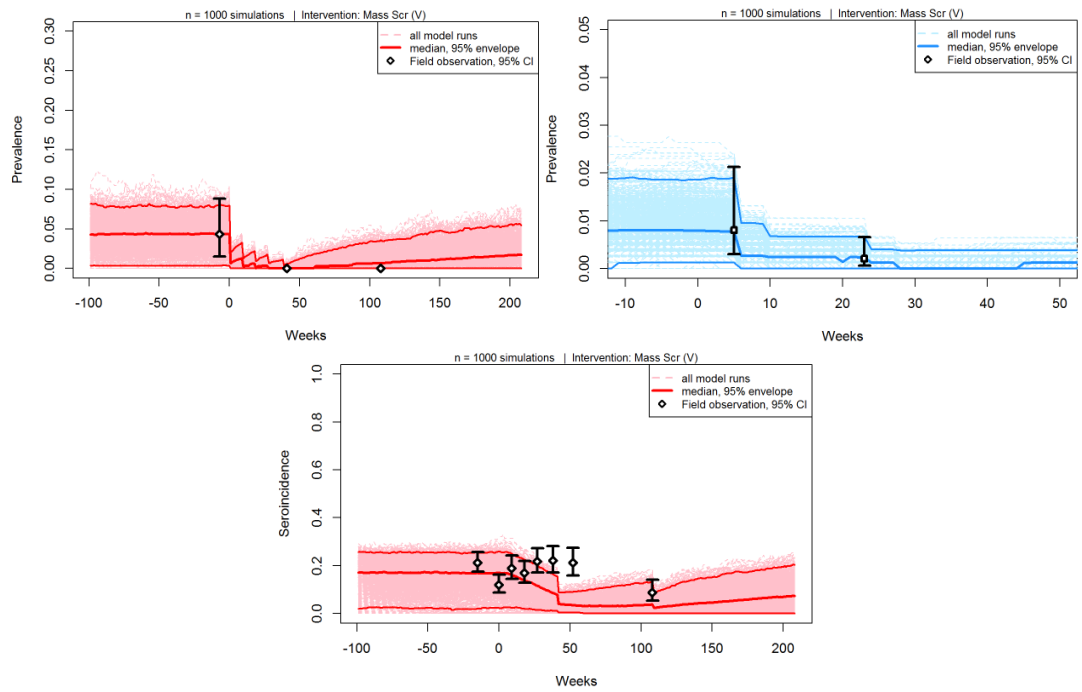 n = 1000 simulations | Intervention: Mass Scr (V)
all model runs
median, 95% envelope
Field observation, 95% CI
Prevalence
0.30
0.25
0.20
0.15
0.10
0.05
0.00
-100 -50 0 50 100 150 200
Weeks
all model runs
median, 95% envelope
Field observation, 95% CI
Prevalence
0.05
0.04
0.03
0.02
0.01
0.00
-10 0 10 20 30 40 50
Weeks
n = 1000 simulations | Intervention: Mass Scr (V)
all model runs
median, 95% envelope
Field observation, 95% CI
Seroincidence
1.0
0.8
0.6
0.4
0.2
0.0
-100 -50 0 50 100 150 200
Weeks